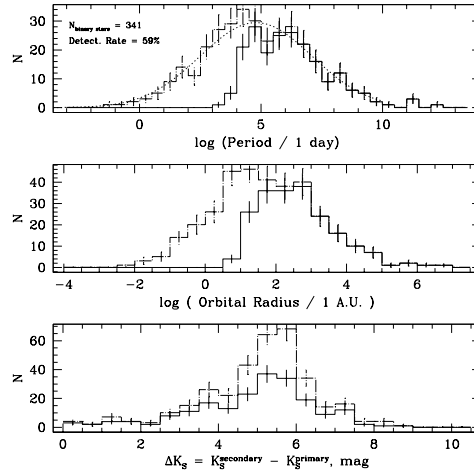 30
20
10
0
N
N_binary stars = 341
Detect. Rate = 59%
0 5 10
log (Period / 1 day)
40
30
20
10
0
N
−4 −2 0 2 4 6
log ( Orbital Radius / 1 A.U. )
60
40
20
0
N
0 2 4 6 8 10
ΔK_S = K_S^secondary − K_S^primary, mag